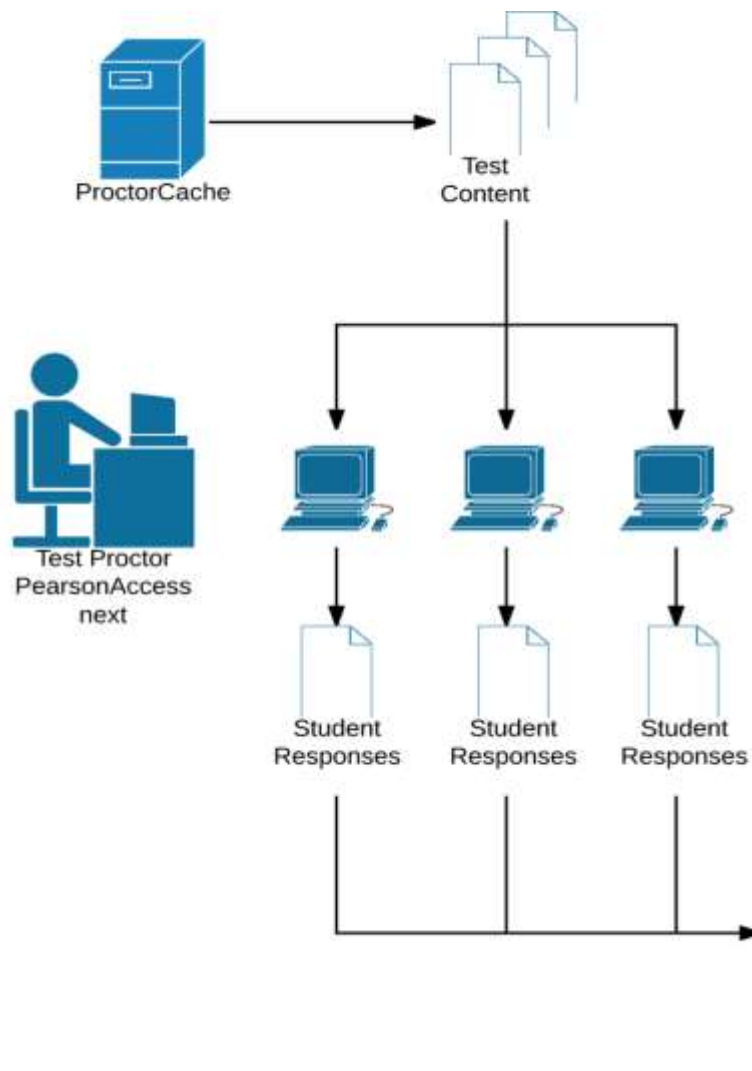 ProctorCache
Test
Content
Test Proctor
PearsonAccess
next
Student
Responses
Student
Responses
Student
Responses